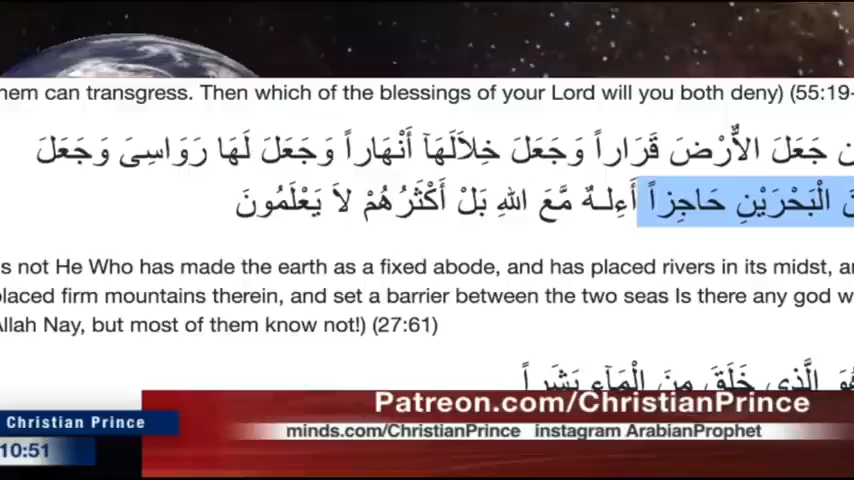 hem can transgress. Then which of the blessings of your Lord will you both deny) (55:19-
ن جَعَلَ الاٌّرْضَ قَرَاراً وَجَعَلَ خِلاَلَهَآ أَنْهَاراً وَجَعَلَ لَهَا رَوَاسِىَ وَجَعَلَ
نَ الْبَحْرَيْنِ حَاجِزاً أَءِلـهٌ مَّعَ اللهِ بَلْ أَكْثَرُهُمْ لاَ يَعْلَمُونَ
s not He Who has made the earth as a fixed abode, and has placed rivers in its midst, an
placed firm mountains therein, and set a barrier between the two seas Is there any god w
Allah Nay, but most of them know not!) (27:61)
هُوَ الَّذِى خَلَقَ مِنَ الْمَآءِ بَشَراً
Patreon.com/ChristianPrince
Christian Prince
minds.com/ChristianPrince instagram ArabianProphet
10:51